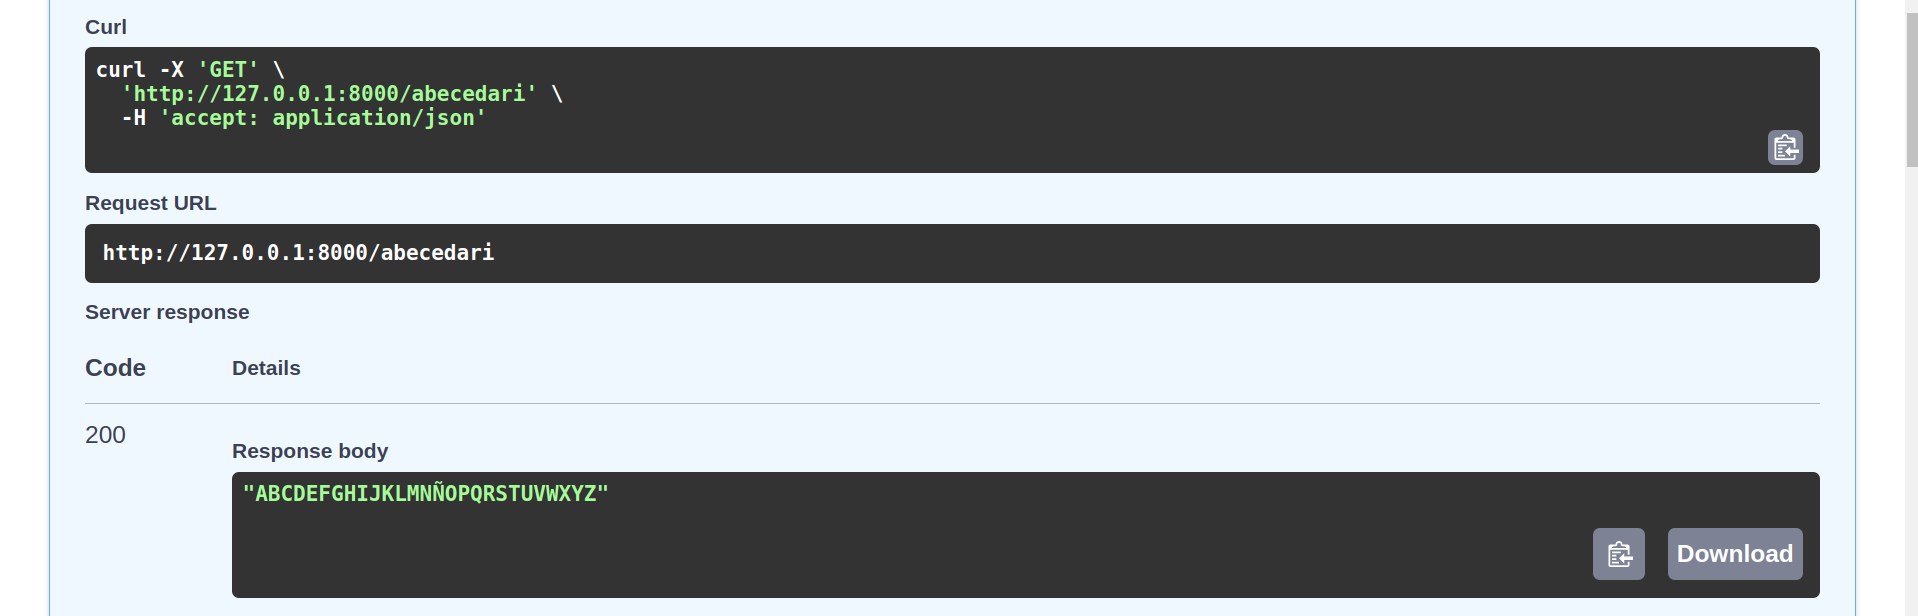 Curl
curl -X 'GET' \
  'http://127.0.0.1:8000/abecedari' \
  -H 'accept: application/json'
Request URL
http://127.0.0.1:8000/abecedari
Server response
Code Details
200
Response body
"ABCDEFGHIJKLMNÑOPQRSTUVWXYZ"
Download